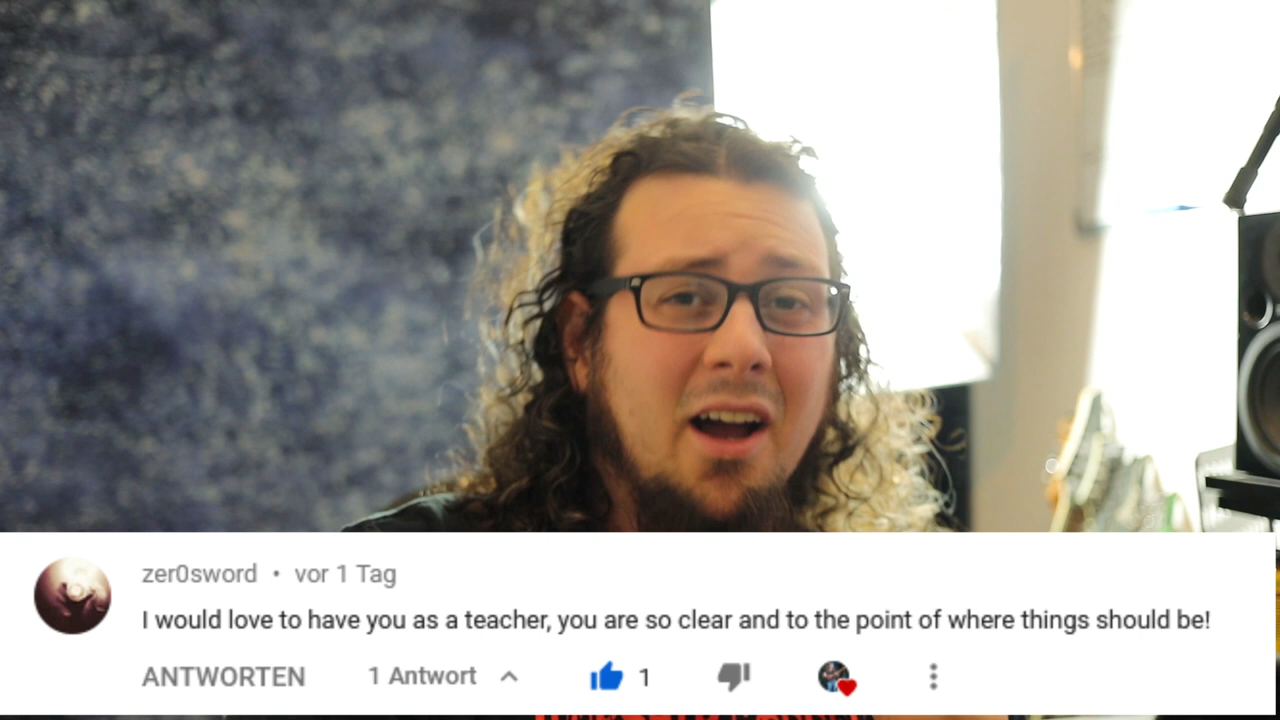 zer0sword • vor 1 Tag
I would love to have you as a teacher, you are so clear and to the point of where things should be!
ANTWORTEN 1 Antwort 1